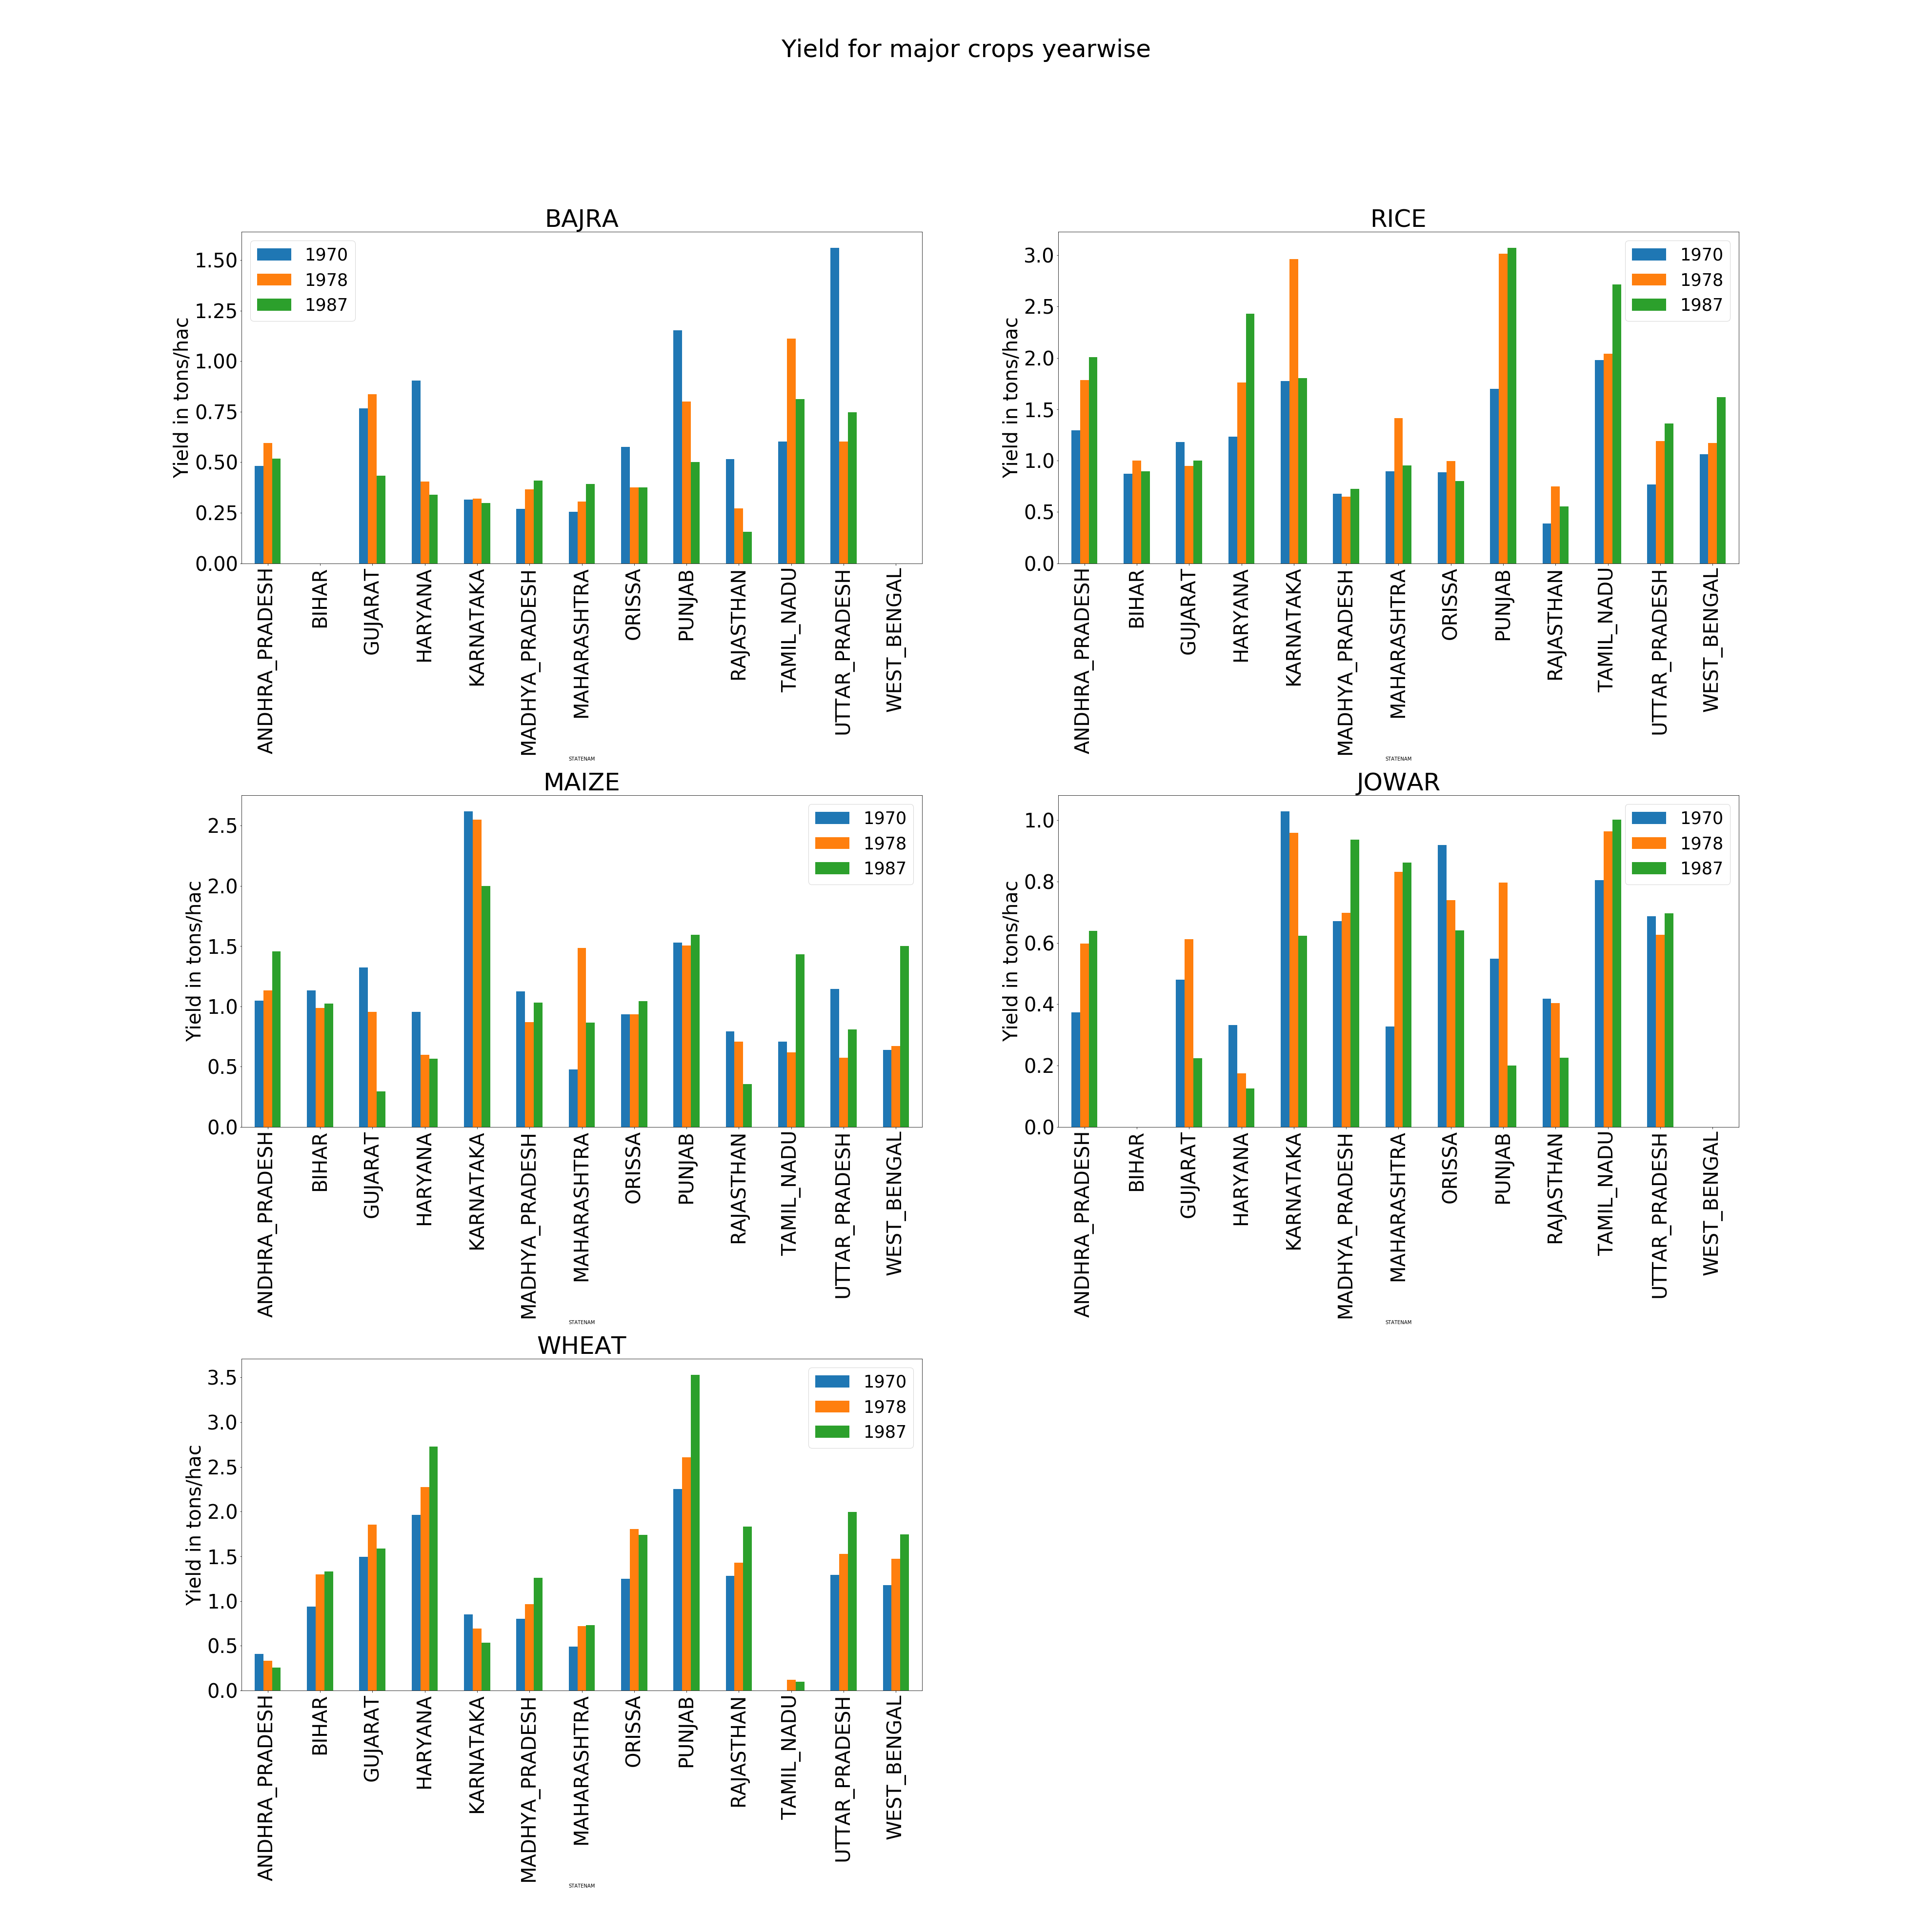 Yield for major crops yearwise
BAJRA
1970
1978
1987
Yield in tons/hac
1.50
1.25
1.00
0.75
0.50
0.25
0.00
ANDHRA_PRADESH
BIHAR
GUJARAT
HARYANA
KARNATAKA
MADHYA_PRADESH
MAHARASHTRA
ORISSA
PUNJAB
RAJASTHAN
TAMIL_NADU
UTTAR_PRADESH
WEST_BENGAL
STATENAM
RICE
1970
1978
1987
Yield in tons/hac
3.0
2.5
2.0
1.5
1.0
0.5
0.0
ANDHRA_PRADESH
BIHAR
GUJARAT
HARYANA
KARNATAKA
MADHYA_PRADESH
MAHARASHTRA
ORISSA
PUNJAB
RAJASTHAN
TAMIL_NADU
UTTAR_PRADESH
WEST_BENGAL
STATENAM
MAIZE
1970
1978
1987
Yield in tons/hac
2.5
2.0
1.5
1.0
0.5
0.0
ANDHRA_PRADESH
BIHAR
GUJARAT
HARYANA
KARNATAKA
MADHYA_PRADESH
MAHARASHTRA
ORISSA
PUNJAB
RAJASTHAN
TAMIL_NADU
UTTAR_PRADESH
WEST_BENGAL
STATENAM
JOWAR
1970
1978
1987
Yield in tons/hac
1.0
0.8
0.6
0.4
0.2
0.0
ANDHRA_PRADESH
BIHAR
GUJARAT
HARYANA
KARNATAKA
MADHYA_PRADESH
MAHARASHTRA
ORISSA
PUNJAB
RAJASTHAN
TAMIL_NADU
UTTAR_PRADESH
WEST_BENGAL
STATENAM
WHEAT
1970
1978
1987
Yield in tons/hac
3.5
3.0
2.5
2.0
1.5
1.0
0.5
0.0
ANDHRA_PRADESH
BIHAR
GUJARAT
HARYANA
KARNATAKA
MADHYA_PRADESH
MAHARASHTRA
ORISSA
PUNJAB
RAJASTHAN
TAMIL_NADU
UTTAR_PRADESH
WEST_BENGAL
STATENAM